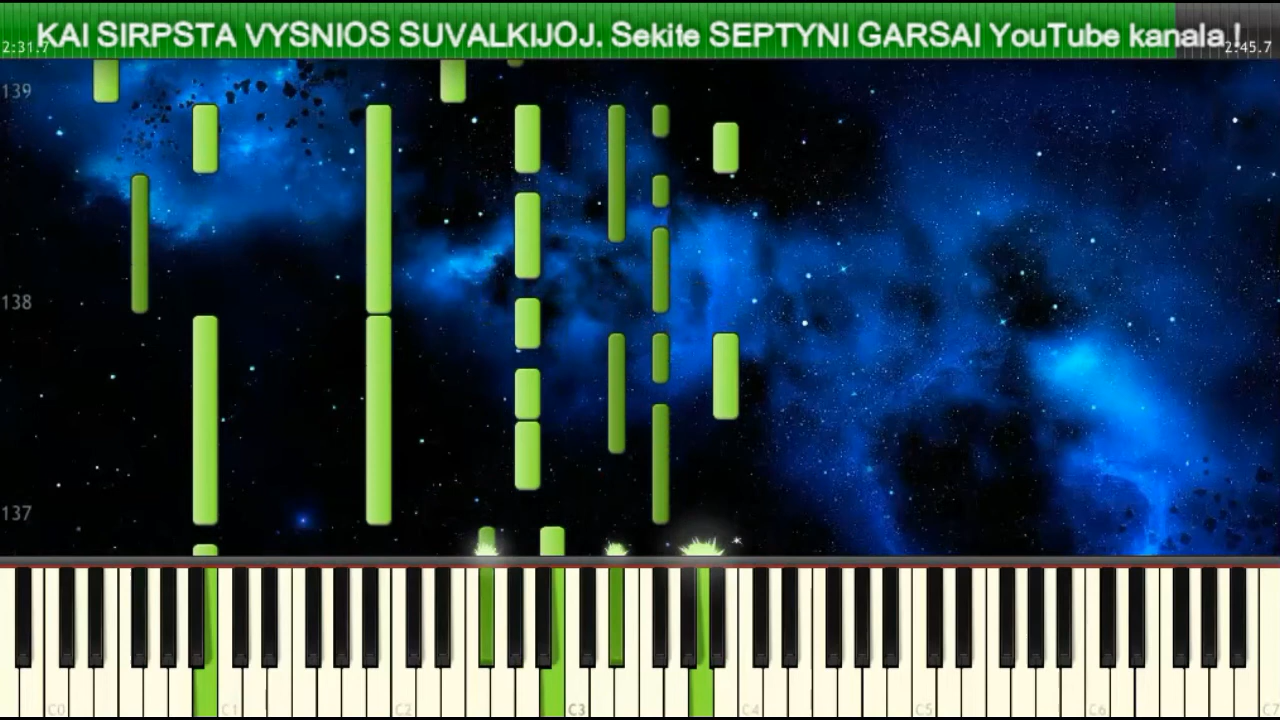 KAI SIRPSTA VYSNIOS SUVALKIJOJ. Sekite SEPTYNI GARSAI YouTube kanala !
2:31.7
2:45.7
139
138
137
C0 C1 C2 C3 C4 C5 C6 C7